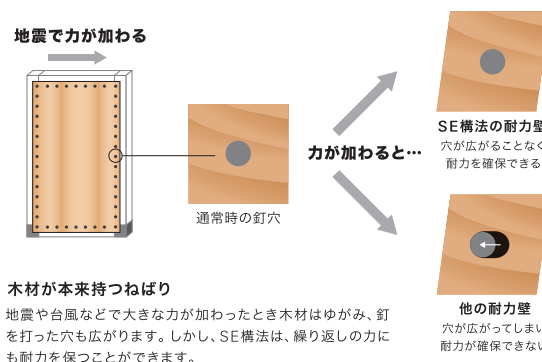 地震で力が加わる
通常時の釘穴
力が加わると…
SE構法の耐力壁
穴が広がることなく
耐力を確保できる
他の耐力壁
穴が広がってしまい
耐力が確保できない
木材が本来持つねばり
地震や台風などで大きな力が加わったとき木材はゆがみ、釘
を打った穴も広がります。しかし、SE構法は、繰り返しの力に
も耐力を保つことができます。